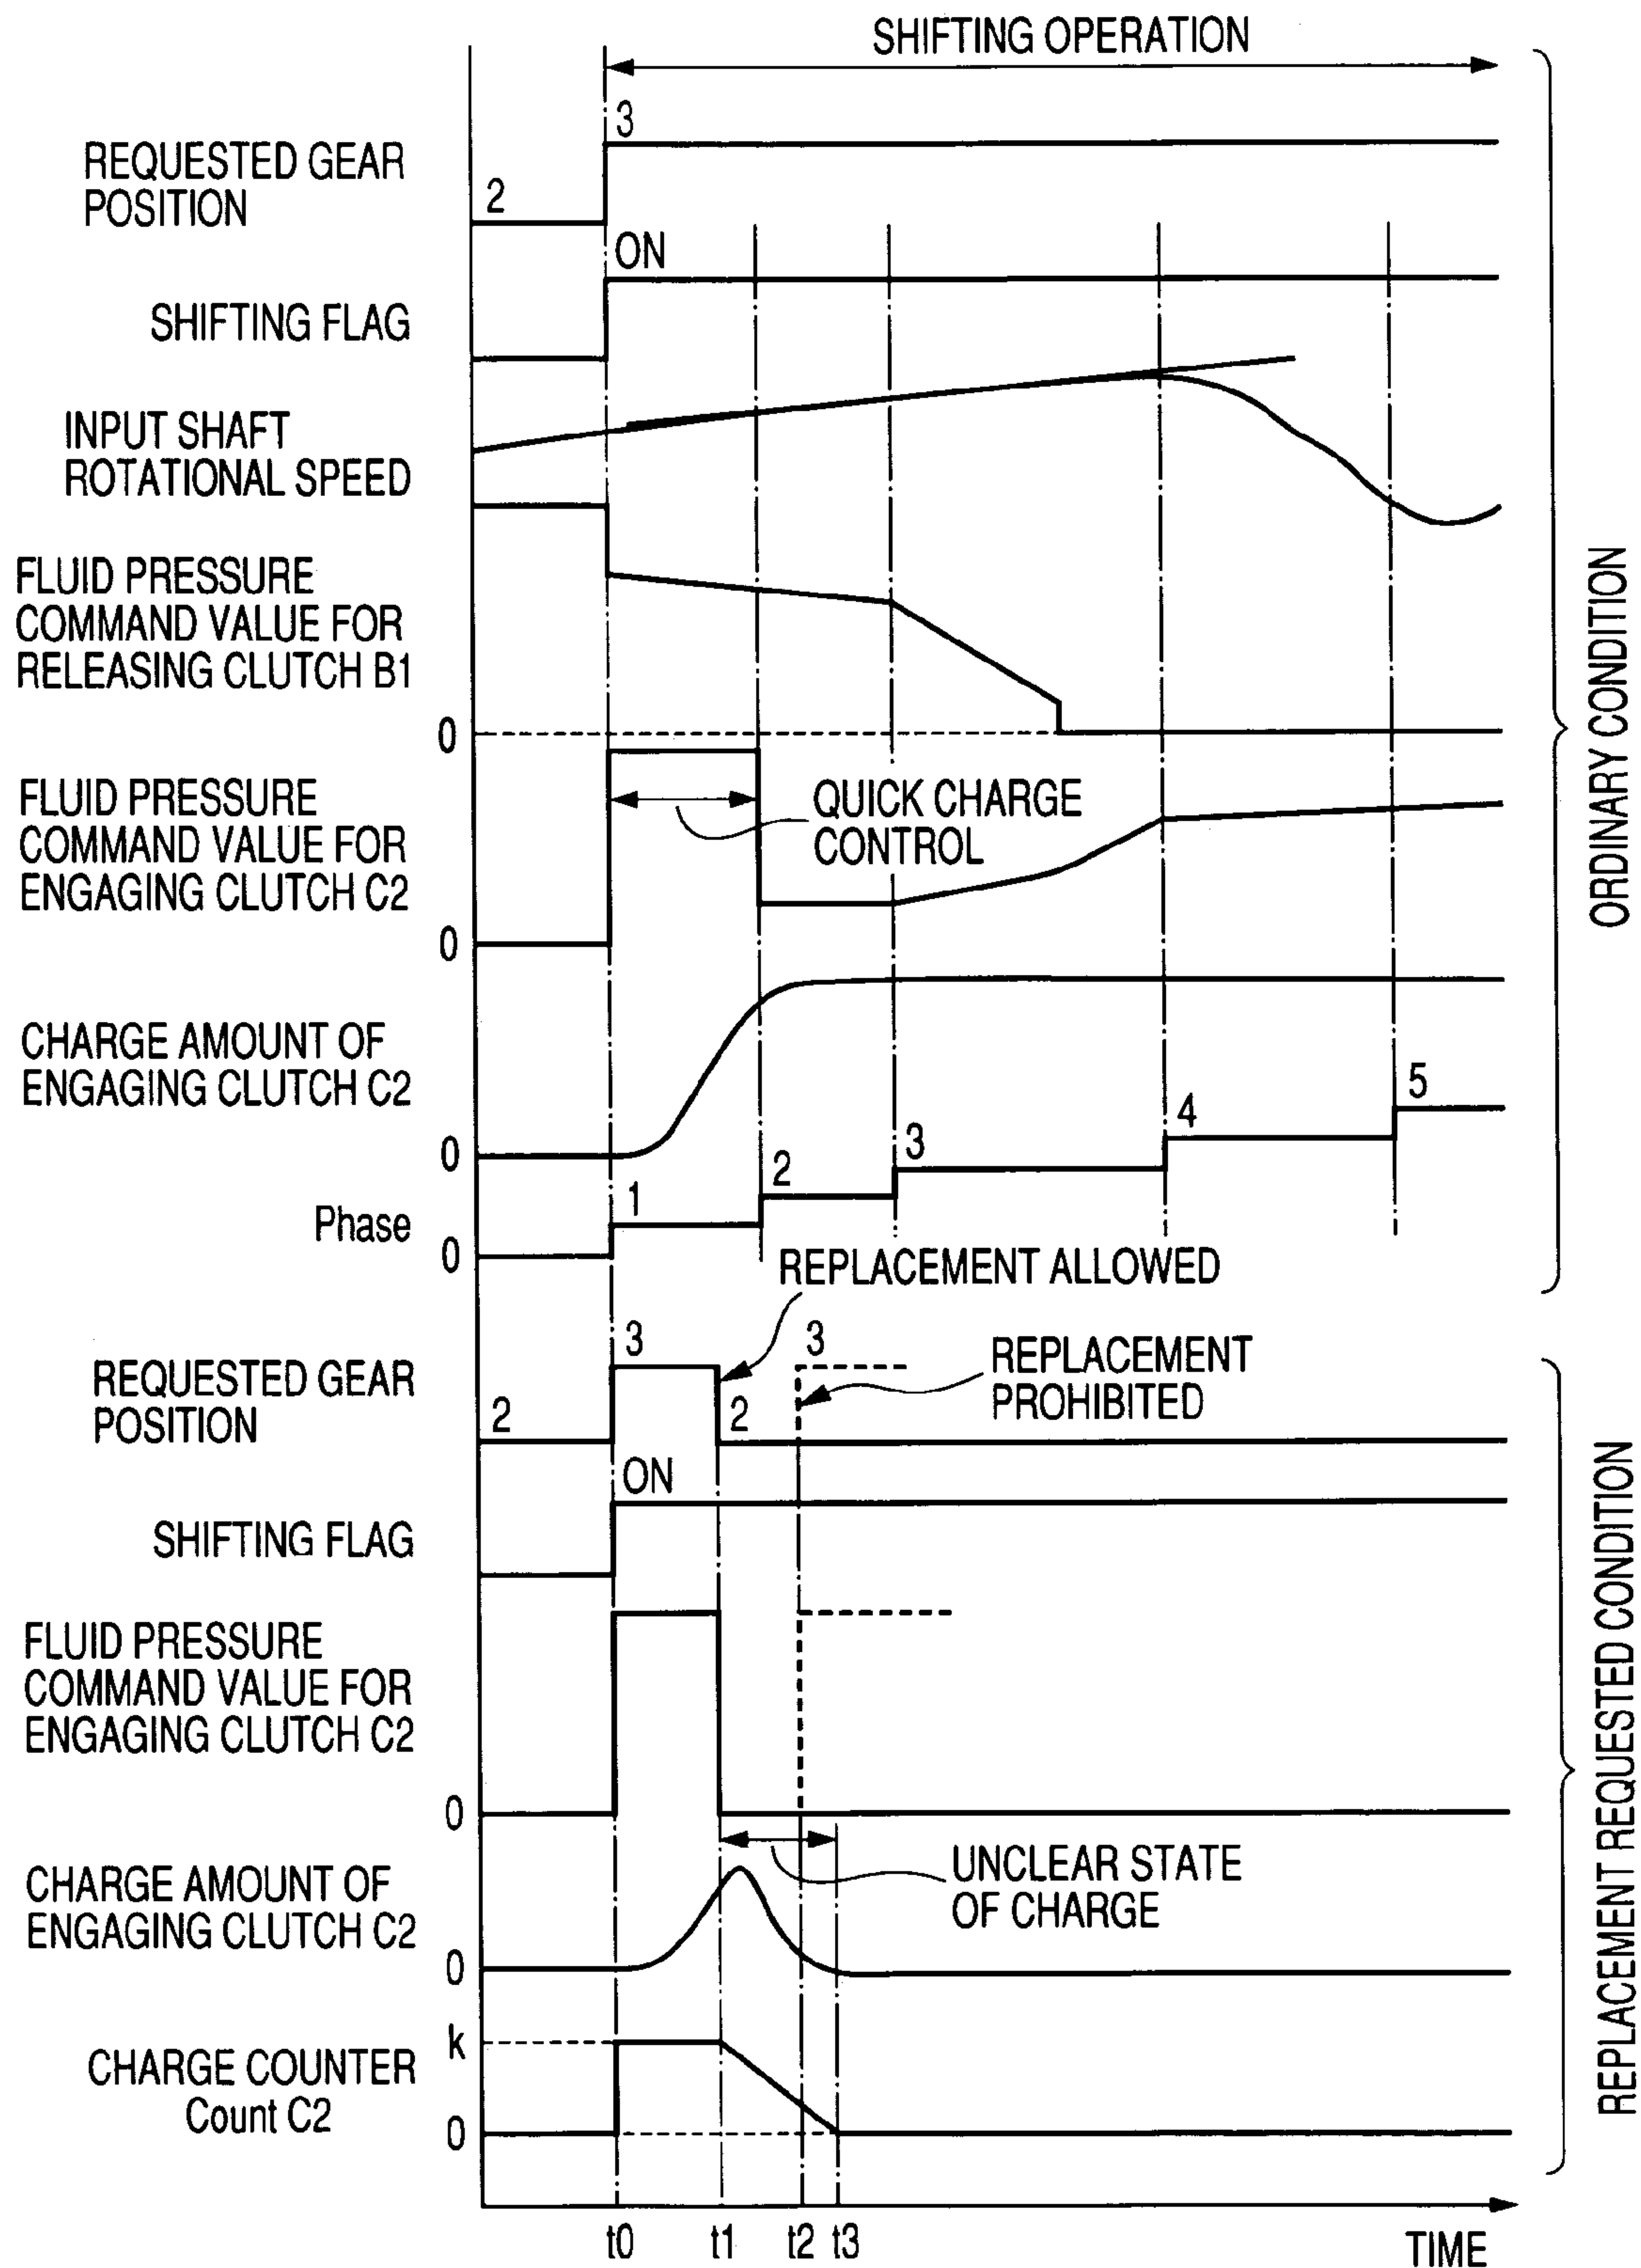 SHIFTING OPERATION
3
REQUESTED GEAR
POSITION
2
ON
SHIFTING FLAG
INPUT SHAFT
ROTATIONAL SPEED
FLUID PRESSURE
COMMAND VALUE FOR
RELEASING CLUTCH B1
0
FLUID PRESSURE
COMMAND VALUE FOR
ENGAGING CLUTCH C2
QUICK CHARGE
CONTROL
0
CHARGE AMOUNT OF
ENGAGING CLUTCH C2
0
5
4
3
2
1
Phase
0
ORDINARY CONDITION
REPLACEMENT ALLOWED
3
3
REPLACEMENT
PROHIBITED
REQUESTED GEAR
POSITION
2
2
ON
SHIFTING FLAG
FLUID PRESSURE
COMMAND VALUE FOR
ENGAGING CLUTCH C2
0
UNCLEAR STATE
OF CHARGE
CHARGE AMOUNT OF
ENGAGING CLUTCH C2
0
k
CHARGE COUNTER
Count C2
0
REPLACEMENT REQUESTED CONDITION
t0 t1 t2 t3 TIME